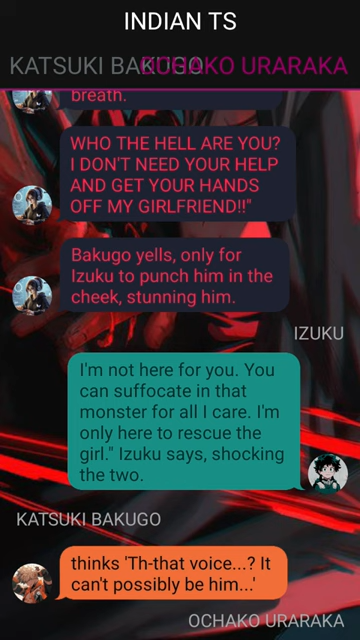 INDIAN TS
KATSUKI BAKUGO
OCHAKO URARAKA
breath.
WHO THE HELL ARE YOU?
I DON'T NEED YOUR HELP
AND GET YOUR HANDS
OFF MY GIRLFRIEND!!"
Bakugo yells, only for
Izuku to punch him in the
cheek, stunning him.
IZUKU
I'm not here for you. You
can suffocate in that
monster for all I care. I'm
only here to rescue the
girl." Izuku says, shocking
the two.
KATSUKI BAKUGO
thinks 'Th-that voice...? It
can't possibly be him...'
OCHAKO URARAKA